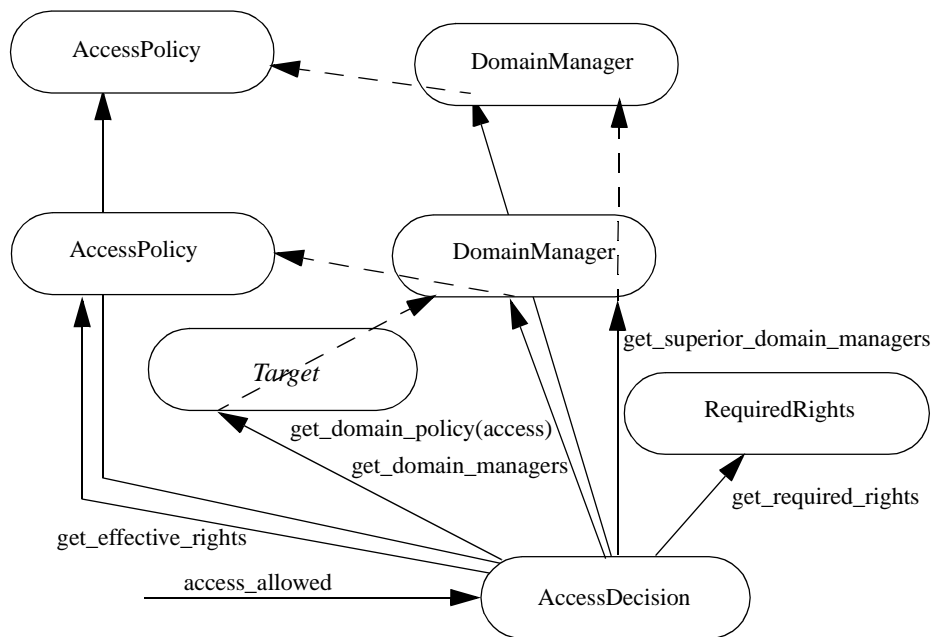 AccessPolicy
DomainManager
AccessPolicy
DomainManager
get_superior_domain_managers
Target
RequiredRights
get_domain_policy(access)
get_domain_managers
get_required_rights
get_effective_rights
access_allowed
AccessDecision